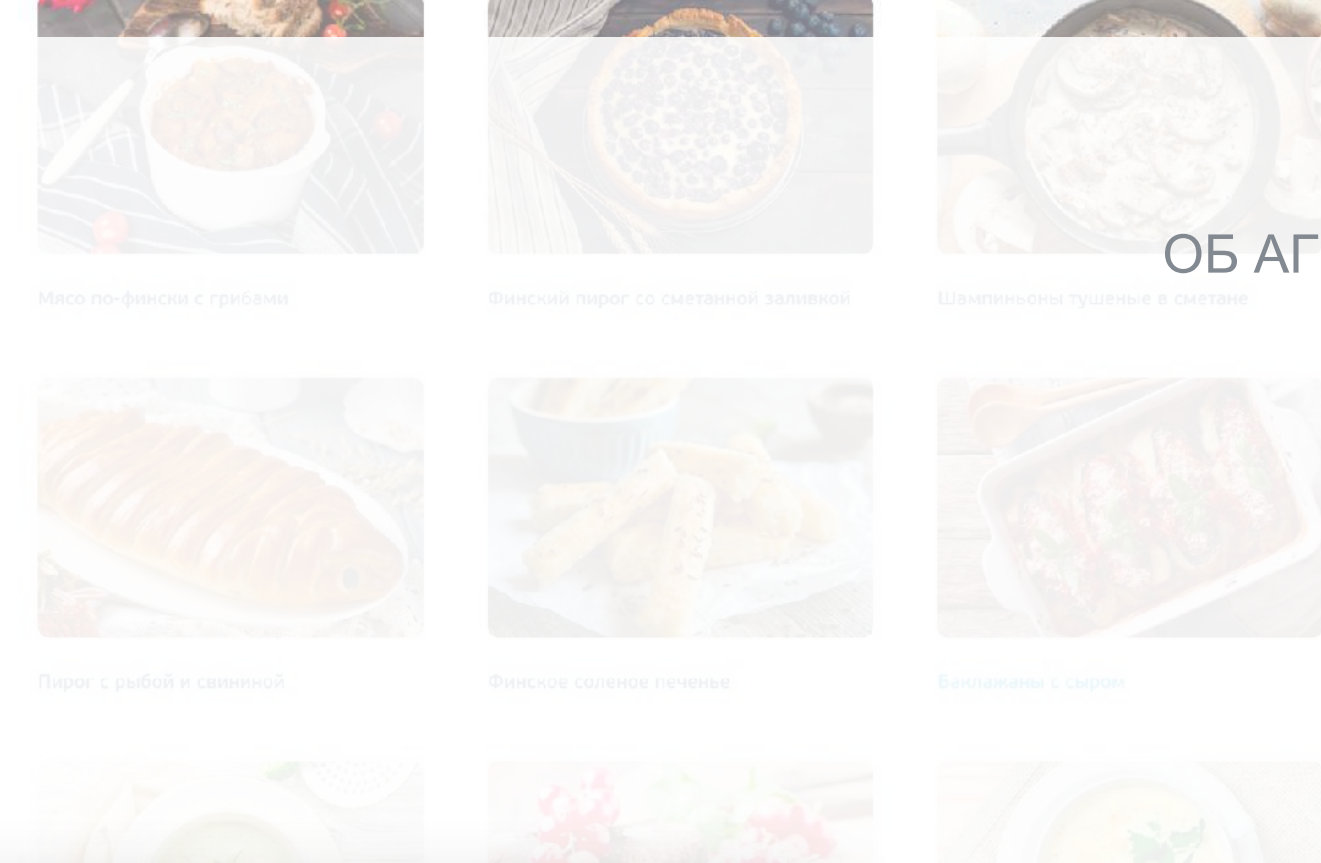 ОБ АГ
Мясо по-фински с грибами
Финский пирог со сметанной заливкой
Шампиньоны тушеные в сметане
Пирог с рыбой и свининой
Финское соленое печенье
Баклажаны с сыром